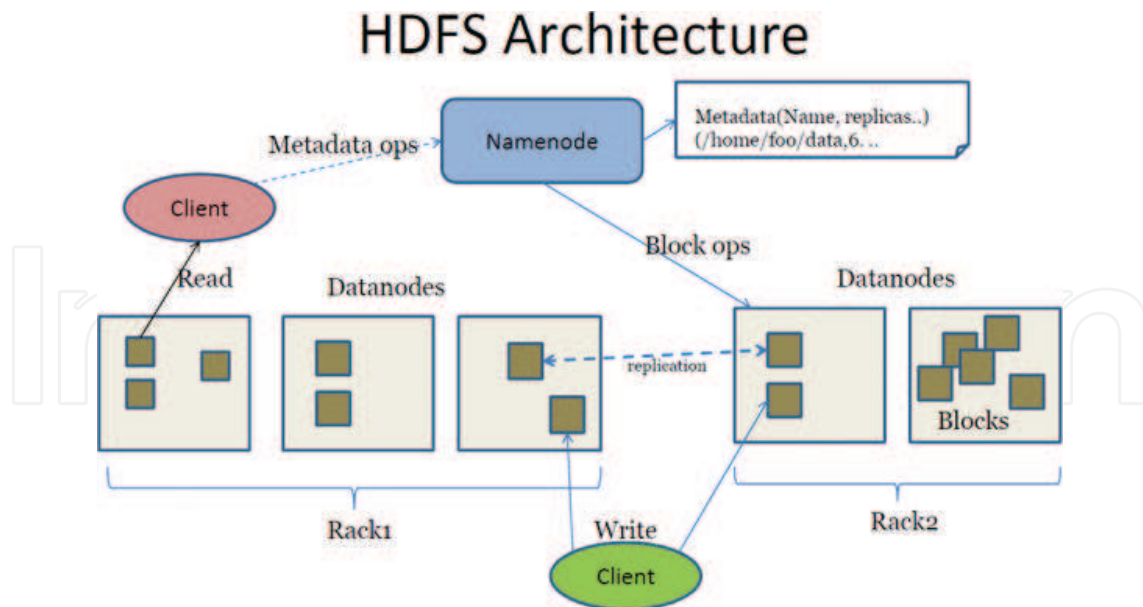 HDFS Architecture
Metadata(Name, replicas..)
(/home/foo/data,6. ..
Namenode
Metadata ops
Client
Block ops
Read
Datanodes
Datanodes
replication
Blocks
Rack1
Rack2
Write
Client